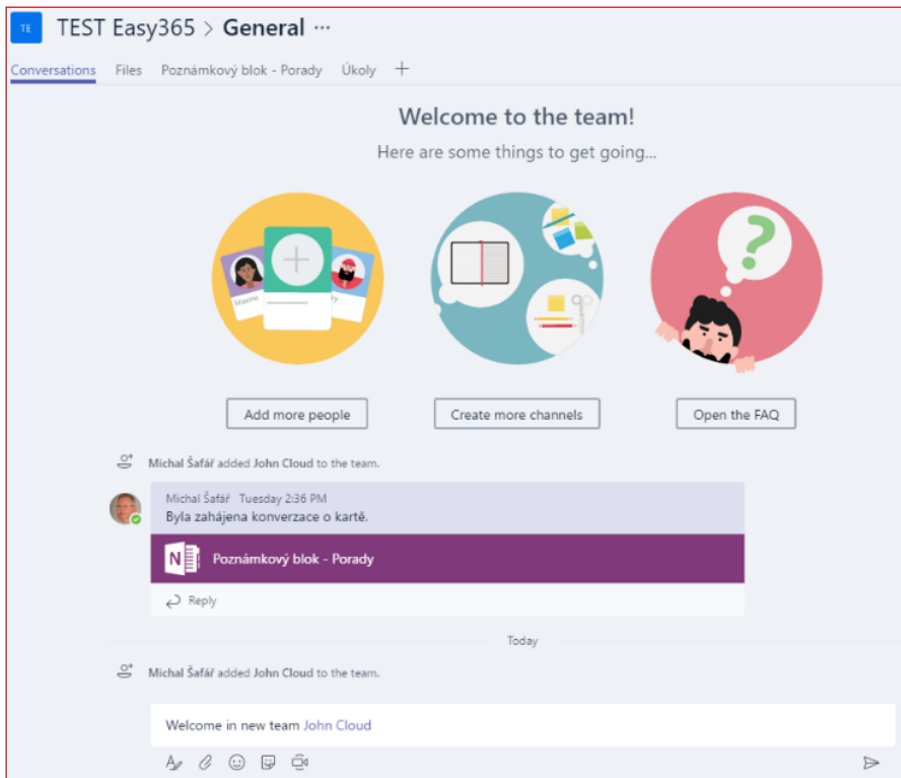 TE TEST Easy365 > General ...
Conversations Files Poznámkový blok - Porady Úkoly +
Welcome to the team!
Here are some things to get going...
Maxine
Add more people Create more channels Open the FAQ
Michal Šafář added John Cloud to the team.
Michal Šafář Tuesday 2:36 PM
Byla zahájena konverzace o kartě.
N Poznámkový blok - Porady
Reply
Today
Michal Šafář added John Cloud to the team.
Welcome in new team John Cloud